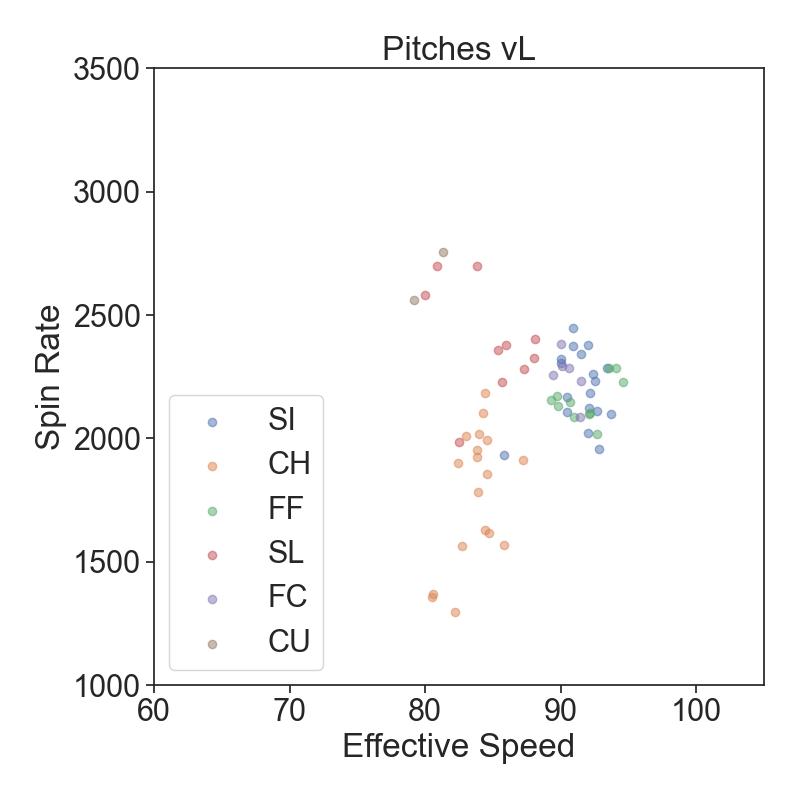 Pitches vL
3500
3000
2500
2000
1500
1000
Spin Rate
SI
CH
FF
SL
FC
CU
60 70 80 90 100
Effective Speed